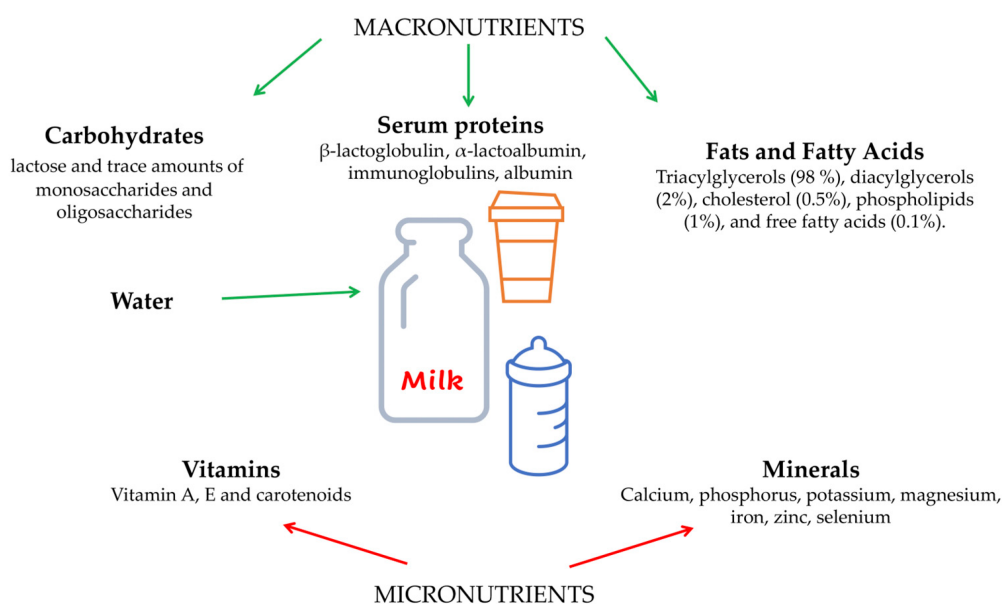 MACRONUTRIENTS
Carbohydrates
lactose and trace amounts of
monosaccharides and
oligosaccharides
Serum proteins
β-lactoglobulin, α-lactoalbumin,
immunoglobulins, albumin
Fats and Fatty Acids
Triacylglycerols (98 %), diacylglycerols
(2%), cholesterol (0.5%), phospholipids
(1%), and free fatty acids (0.1%).
Water
Milk
Vitamins
Vitamin A, E and carotenoids
Minerals
Calcium, phosphorus, potassium, magnesium,
iron, zinc, selenium
MICRONUTRIENTS